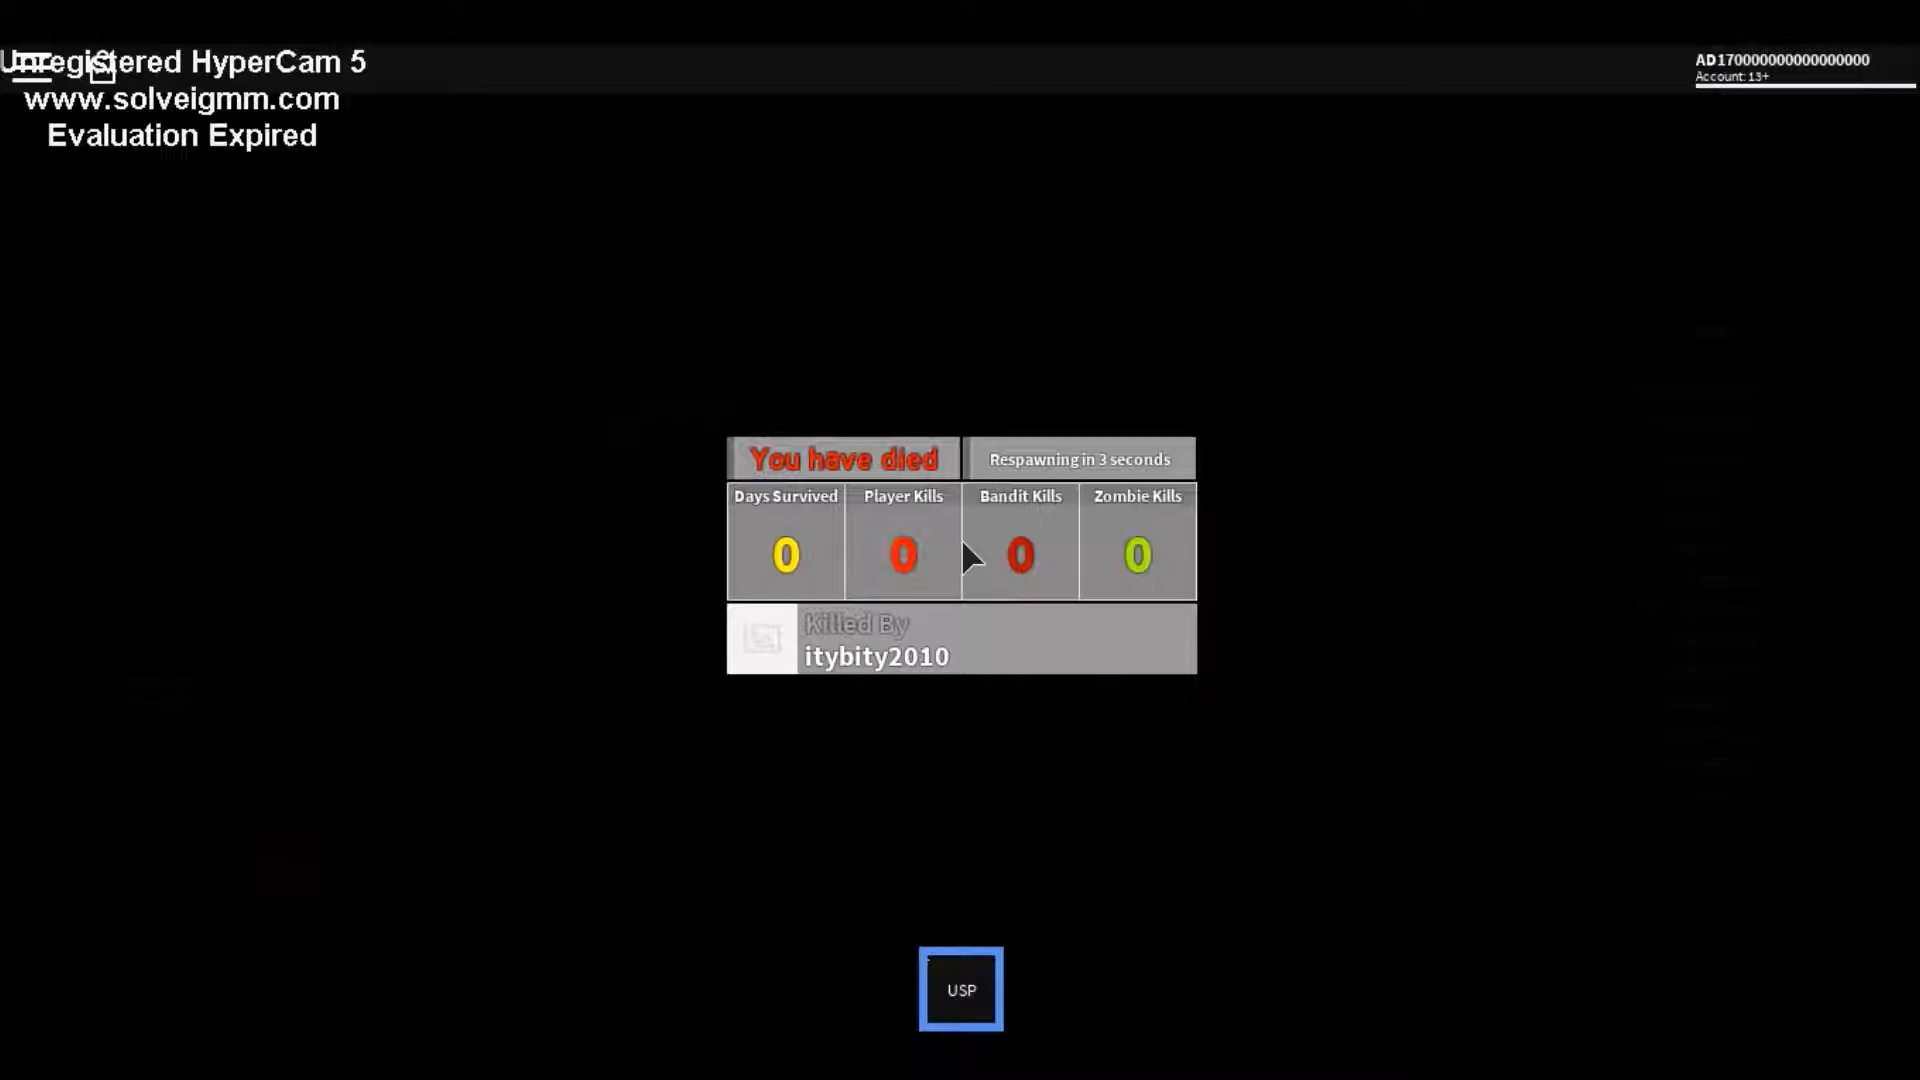 Unregistered HyperCam 5
www.solveigmm.com
Evaluation Expired
AD170000000000000000
Account: 13+
You have died
Respawning in 3 seconds
Days Survived
Player Kills
Bandit Kills
Zombie Kills
0
0
0
0
Killed By
itybity2010
USP